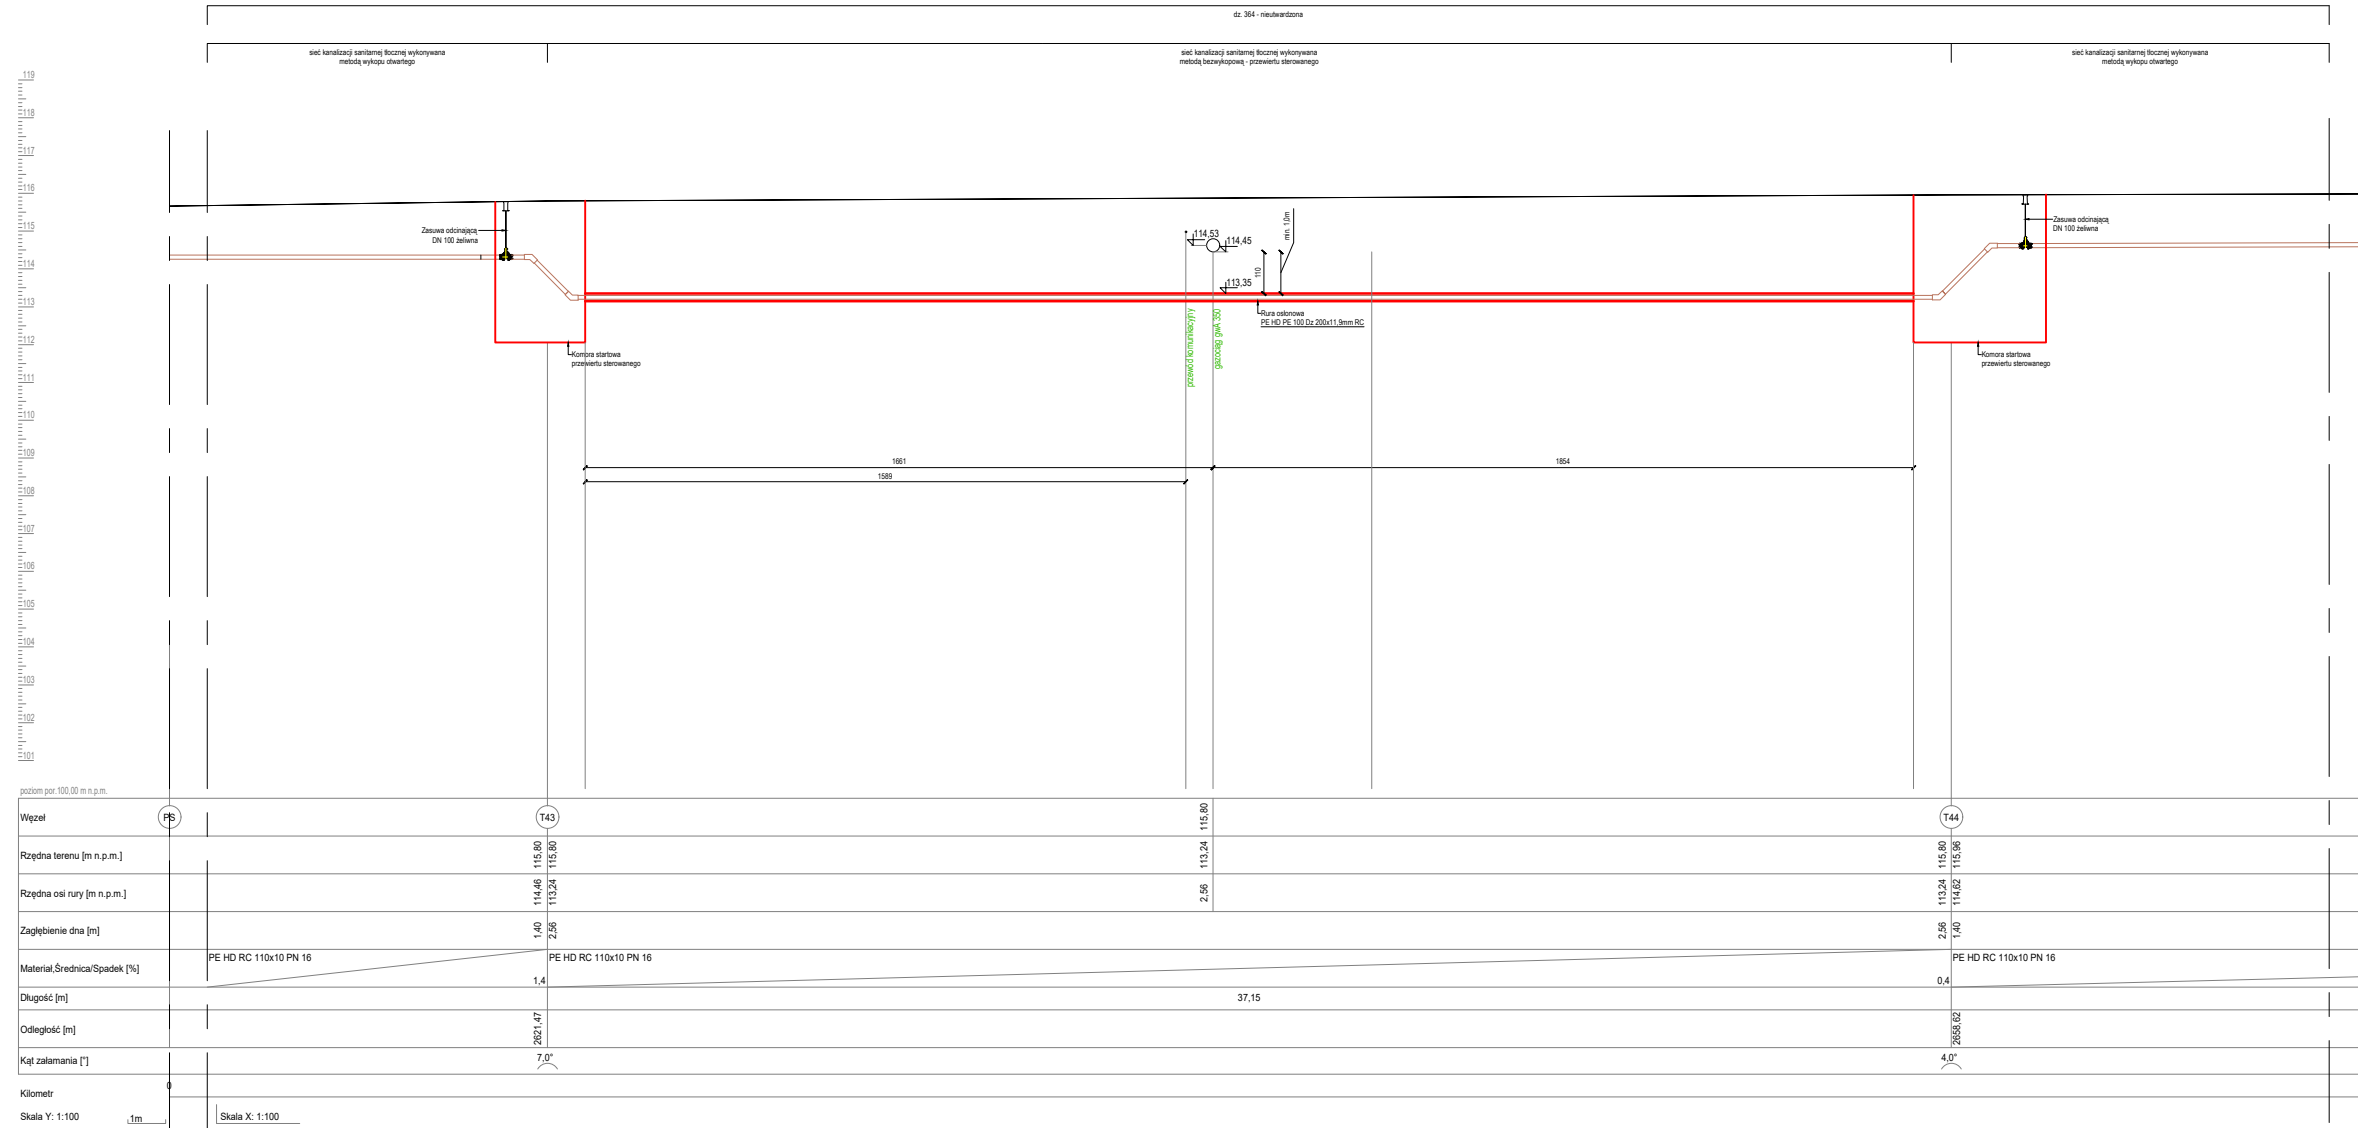 dz. 364 - nieutwardzona
sieć kanalizacji sanitarnej tłocznej wykonywana
metodą wykopu otwartego
sieć kanalizacji sanitarnej tłocznej wykonywana
metodą bezwykopową - przewiertu sterowanego
sieć kanalizacji sanitarnej tłocznej wykonywana
metodą wykopu otwartego
119
118
117
116
115
114
113
112
111
110
109
108
107
106
105
104
103
102
101
Zasuwa odcinającą
DN 100 żeliwna
114,53
114,45
min. 1,0m
110
113,35
Zasuwa odcinającą
DN 100 żeliwna
Rura osłonowa
PE HD PE 100 Dz 200x11,9mm RC
przewód komunikacyjny
gazociąg gwA 350
Komora startowa
przewiertu sterowanego
Komora startowa
przewiertu sterowanego
1661
1854
1589
poziom por.100,00 m n.p.m.
Węzeł
PS
T43
115,80
T44
Rzędna terenu [m n.p.m.]
115,80
115,80
113,24
115,80
115,96
Rzędna osi rury [m n.p.m.]
114,46
113,24
2,56
113,24
114,62
Zagłębienie dna [m]
1,40
2,56
2,56
1,40
Materiał,Średnica/Spadek [%]
PE HD RC 110x10 PN 16
1,4
PE HD RC 110x10 PN 16
0,4
PE HD RC 110x10 PN 16
Długość [m]
37,15
Odległość [m]
2621,47
2658,62
Kąt załamania [°]
7,0°
4,0°
Kilometr
0
Skala Y: 1:100
1m
Skala X: 1:100